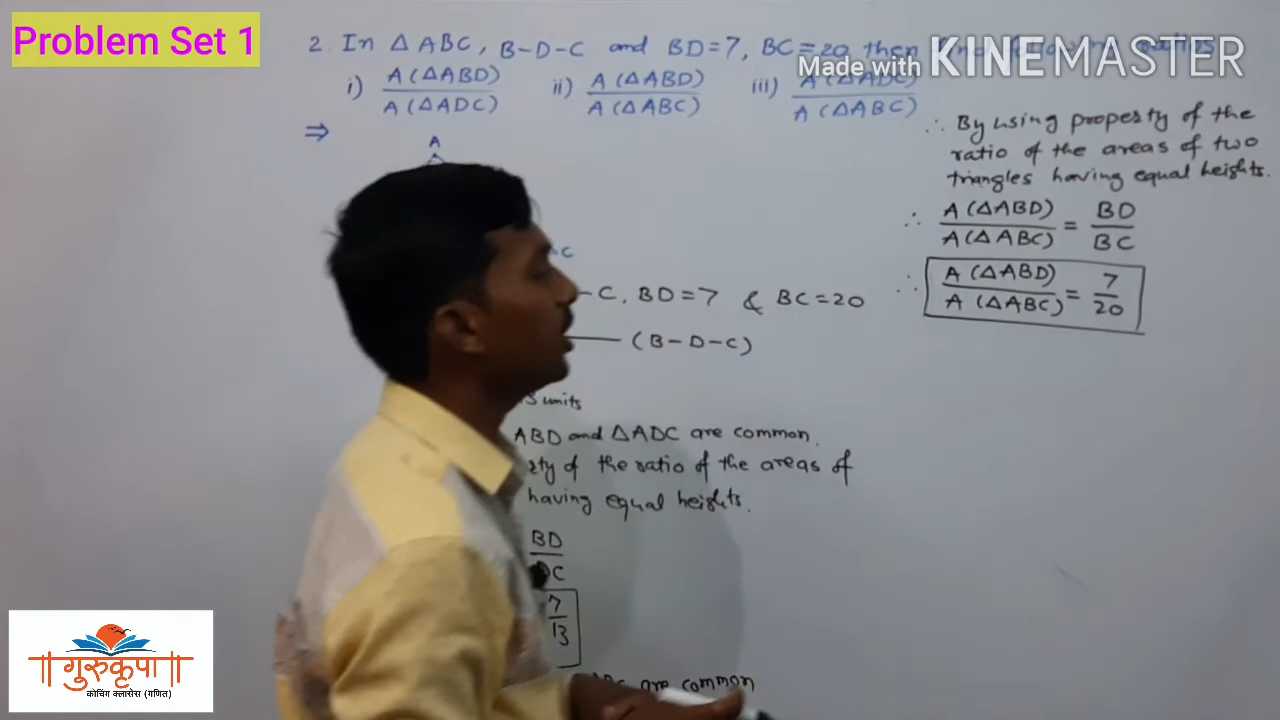 Problem Set 1
2. In △ ABC, B-D-C and BD=7, BC=20 then
Made with KINEMASTER
i) A(△ABD) / A(△ADC) ii) A(△ABD) / A(△ABC) iii) A(△ADC) / A(△ABC)
⇒
A
C
-C, BD=7 & BC=20
(B-D-C)
units
ABD and △ADC are common.
of the ratio of the areas of
having equal heights.
BD / DC
7 / 13
are common
∴ By using property of the
ratio of the areas of two
triangles having equal heights.
∴ A(△ABD) / A(△ABC) = BD / BC
∴ A(△ABD) / A(△ABC) = 7 / 20
गुरुकृपा
कोचिंग क्लासेस (गणित)